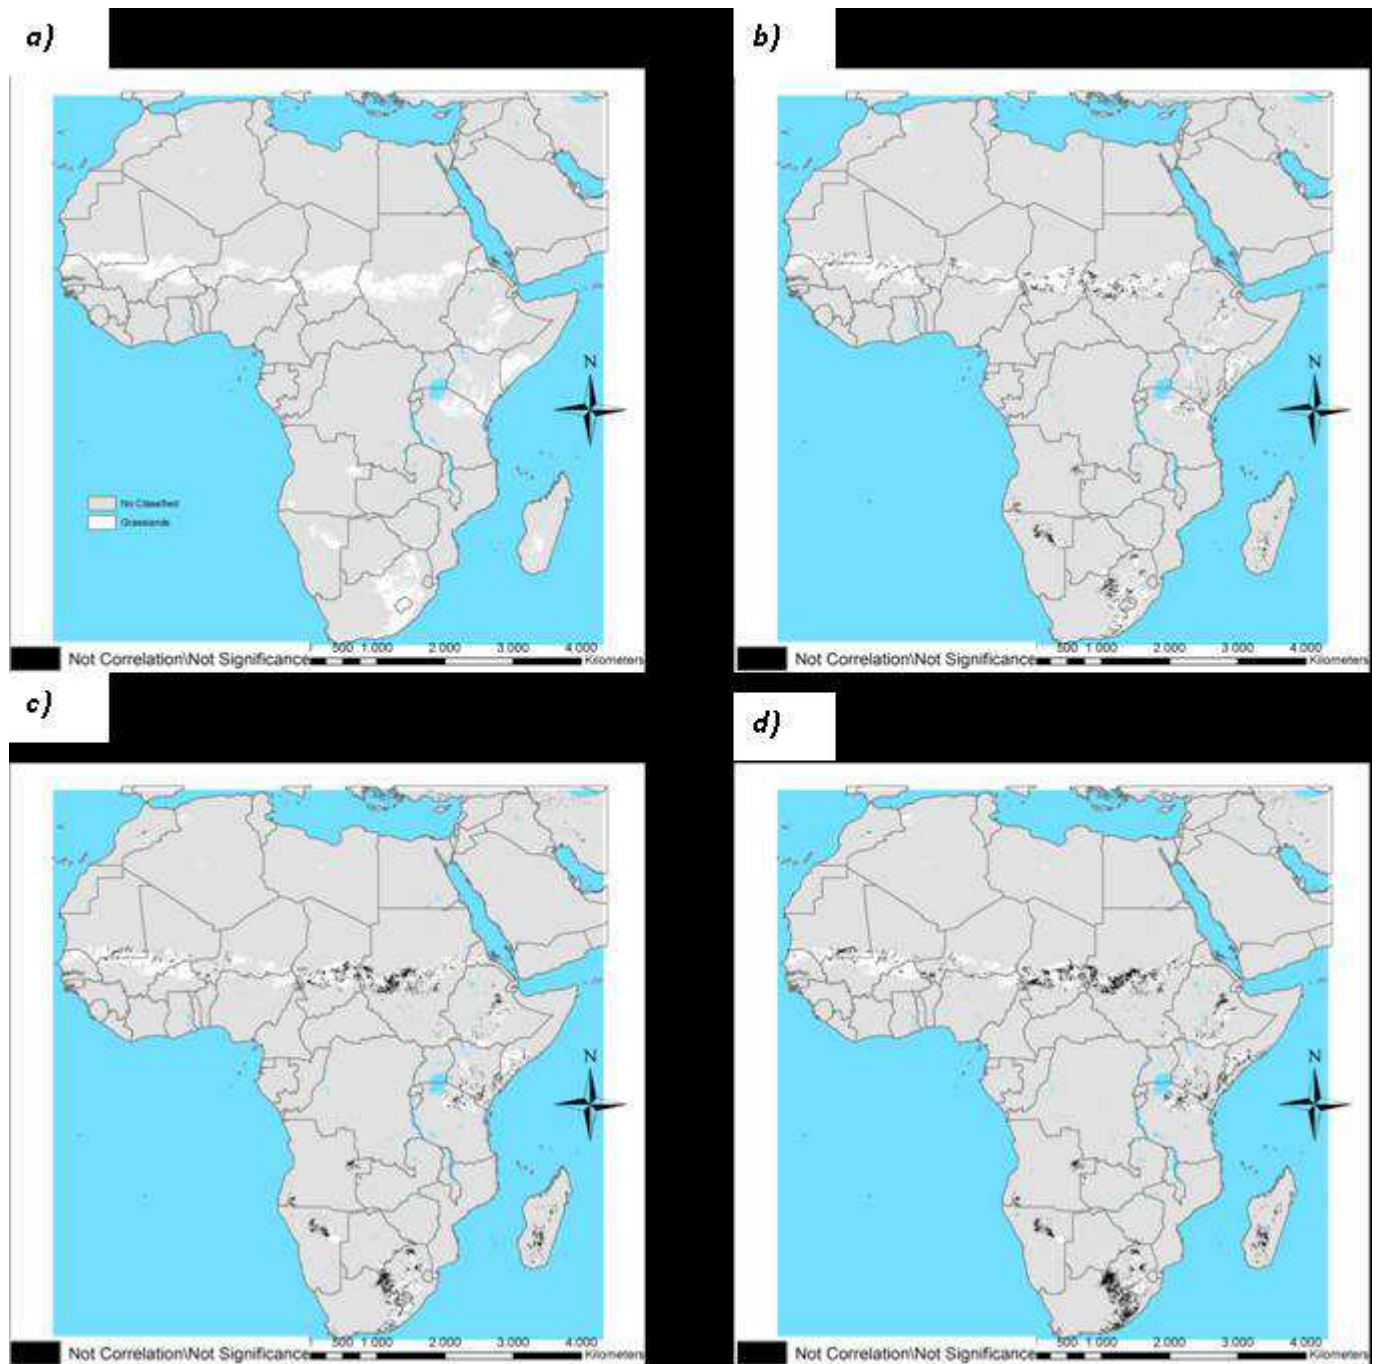 a)
b)
N
No Classified
Grasslands
N
0 500 1 000 2 000 3 000 4 000
Not Correlation\Not Significance Kilometers
500 1 000 2 000 3 000 4 000
Not Correlation\Not Significance Kilometers
c)
d)
N
N
500 1 000 2 000 3 000 4 000
Not Correlation\Not Significance Kilometers
500 1 000 2 000 3 000 4 000
Not Correlation\Not Significance Kilometers